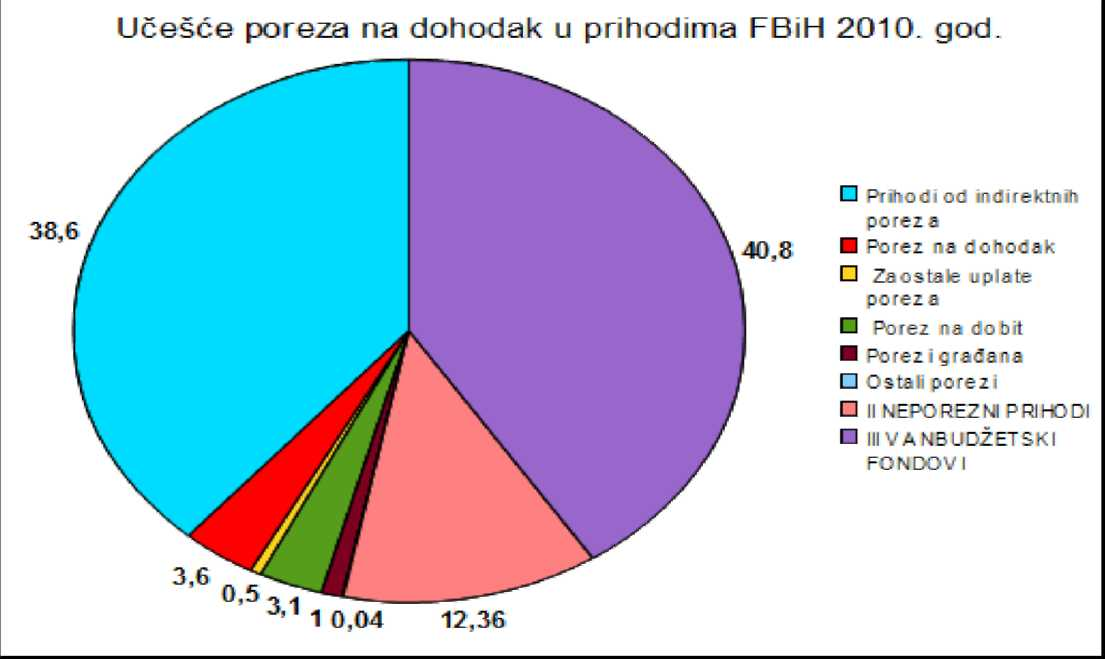 Učešće poreza na dohodak u prihodima FBiH 2010. god.
38,6
40,8
3,6
0,5
3,1
1
0,04
12,36
Prihodi od indirektnih
poreza
Porez na dohodak
Zaostale uplate
poreza
Porez na dobit
Porezi građana
Ostali porezi
II NEPOREZNI PRIHODI
III VANBUDŽETSKI
FONDOVI